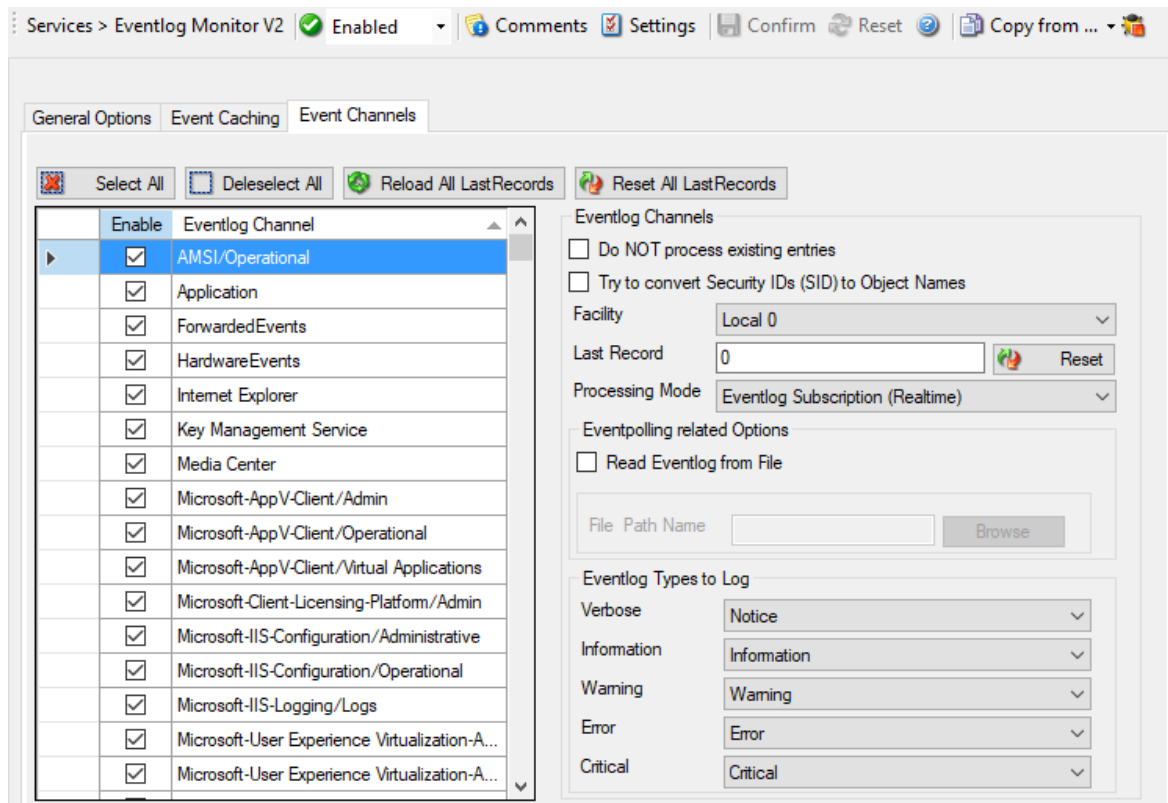 Services > Eventlog Monitor V2 Enabled Comments Settings Confirm Reset Copy from ...
General Options Event Caching Event Channels
Select All Deleselect All Reload All LastRecords Reset All LastRecords
Enable Eventlog Channel
AMSI/Operational
Application
ForwardedEvents
HardwareEvents
Internet Explorer
Key Management Service
Media Center
Microsoft-AppV-Client/Admin
Microsoft-AppV-Client/Operational
Microsoft-AppV-Client/Virtual Applications
Microsoft-Client-Licensing-Platform/Admin
Microsoft-IIS-Configuration/Administrative
Microsoft-IIS-Configuration/Operational
Microsoft-IIS-Logging/Logs
Microsoft-User Experience Virtualization-A...
Microsoft-User Experience Virtualization-A...
Eventlog Channels
Do NOT process existing entries
Try to convert Security IDs (SID) to Object Names
Facility Local 0
Last Record 0 Reset
Processing Mode Eventlog Subscription (Realtime)
Eventpolling related Options
Read Eventlog from File
File Path Name Browse
Eventlog Types to Log
Verbose Notice
Information Information
Warning Warning
Error Error
Critical Critical